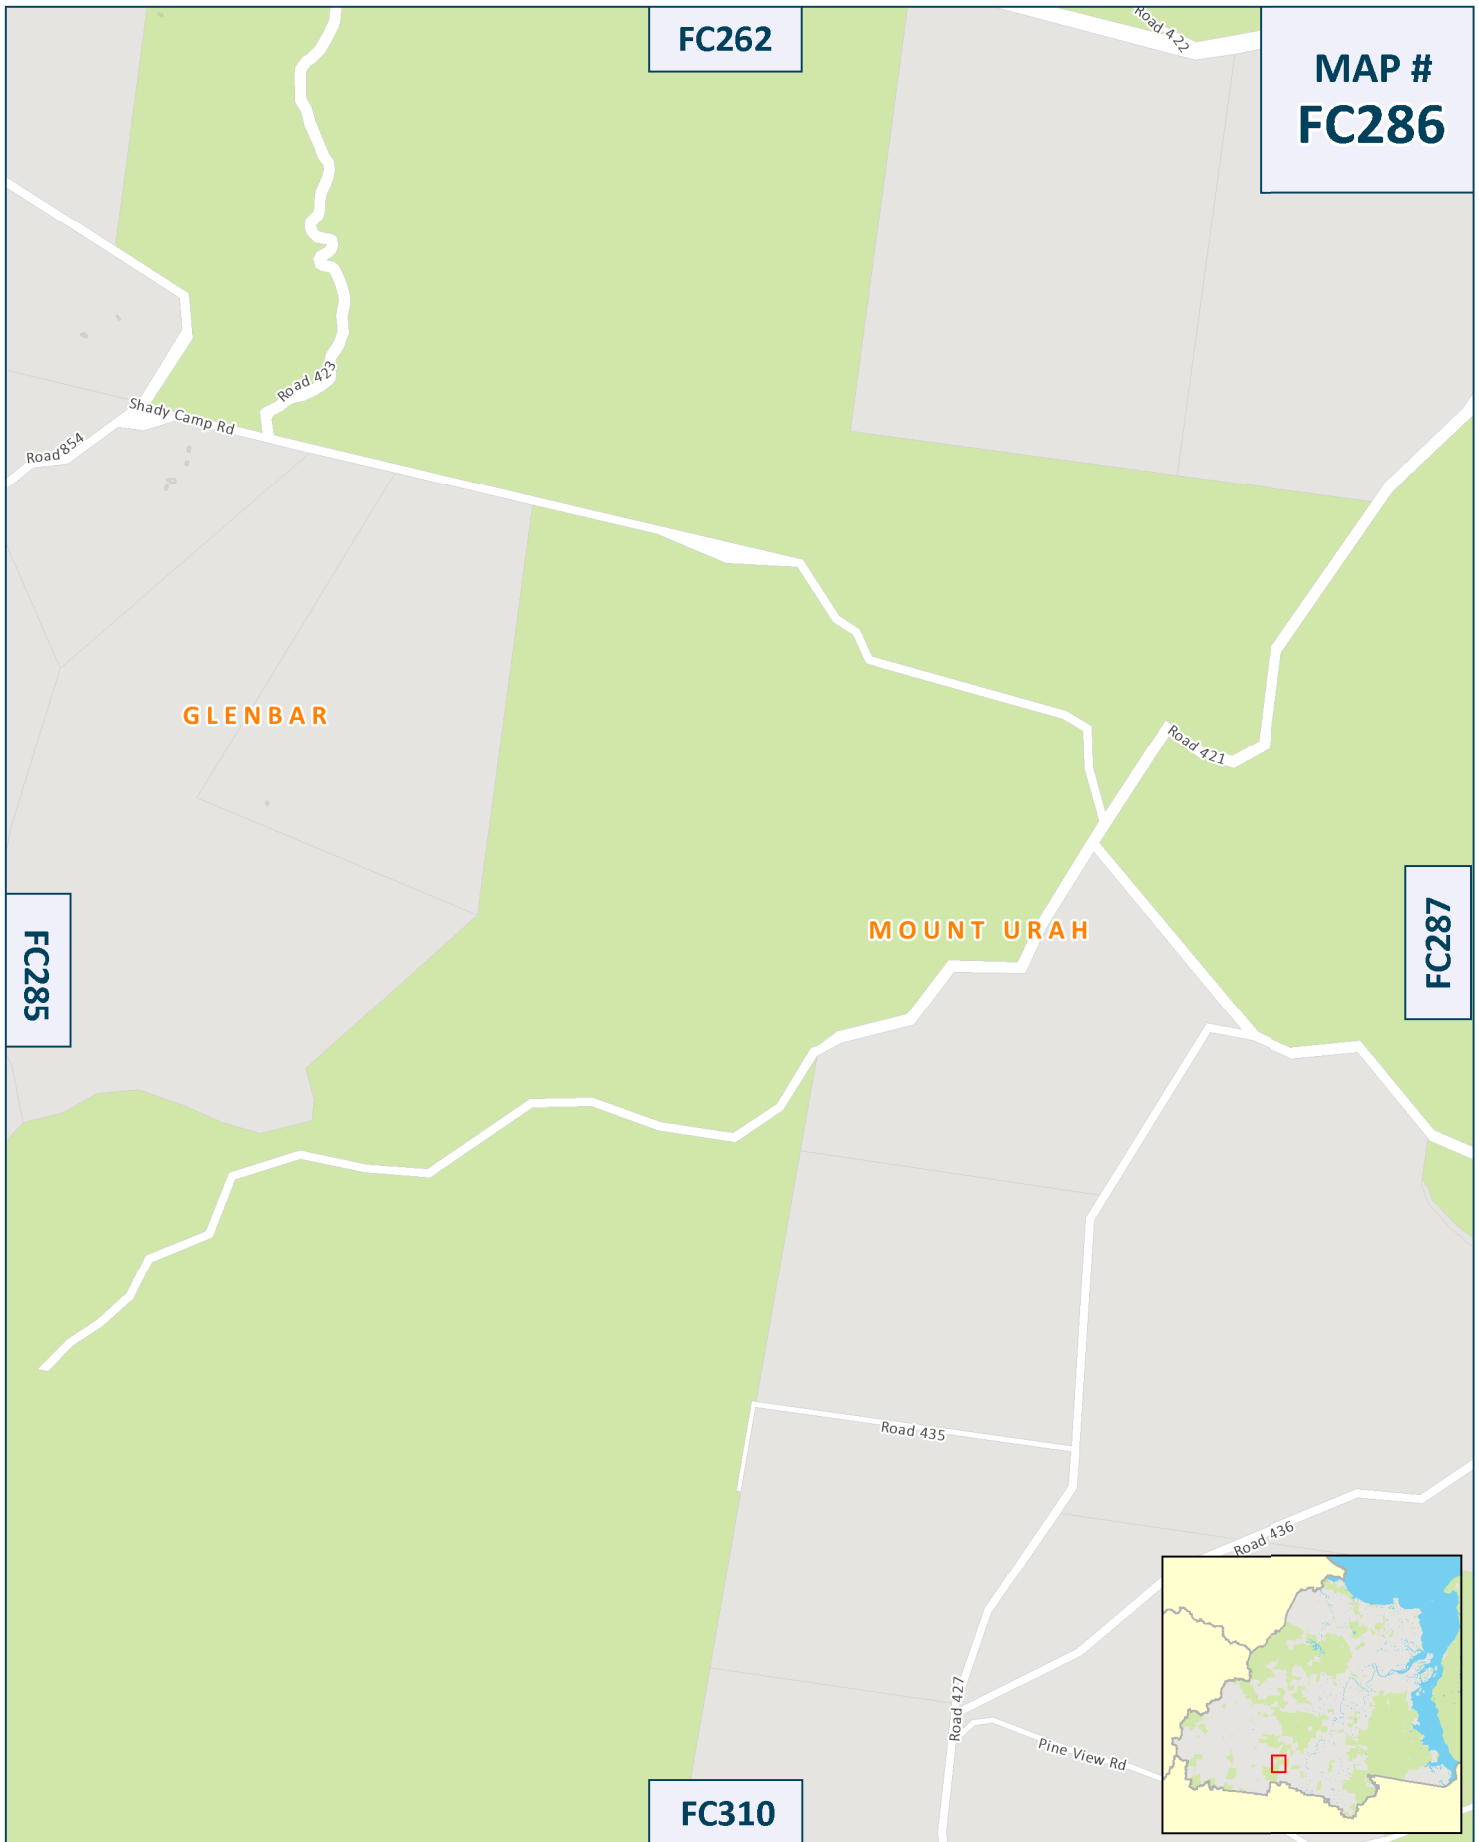 FC262
Road 422
MAP #
FC286
Road 423
Shady Camp Rd
Road 854
GLENBAR
Road 421
MOUNT URAH
FC285
FC287
Road 435
Road 436
Road 427
Pine View Rd
FC310